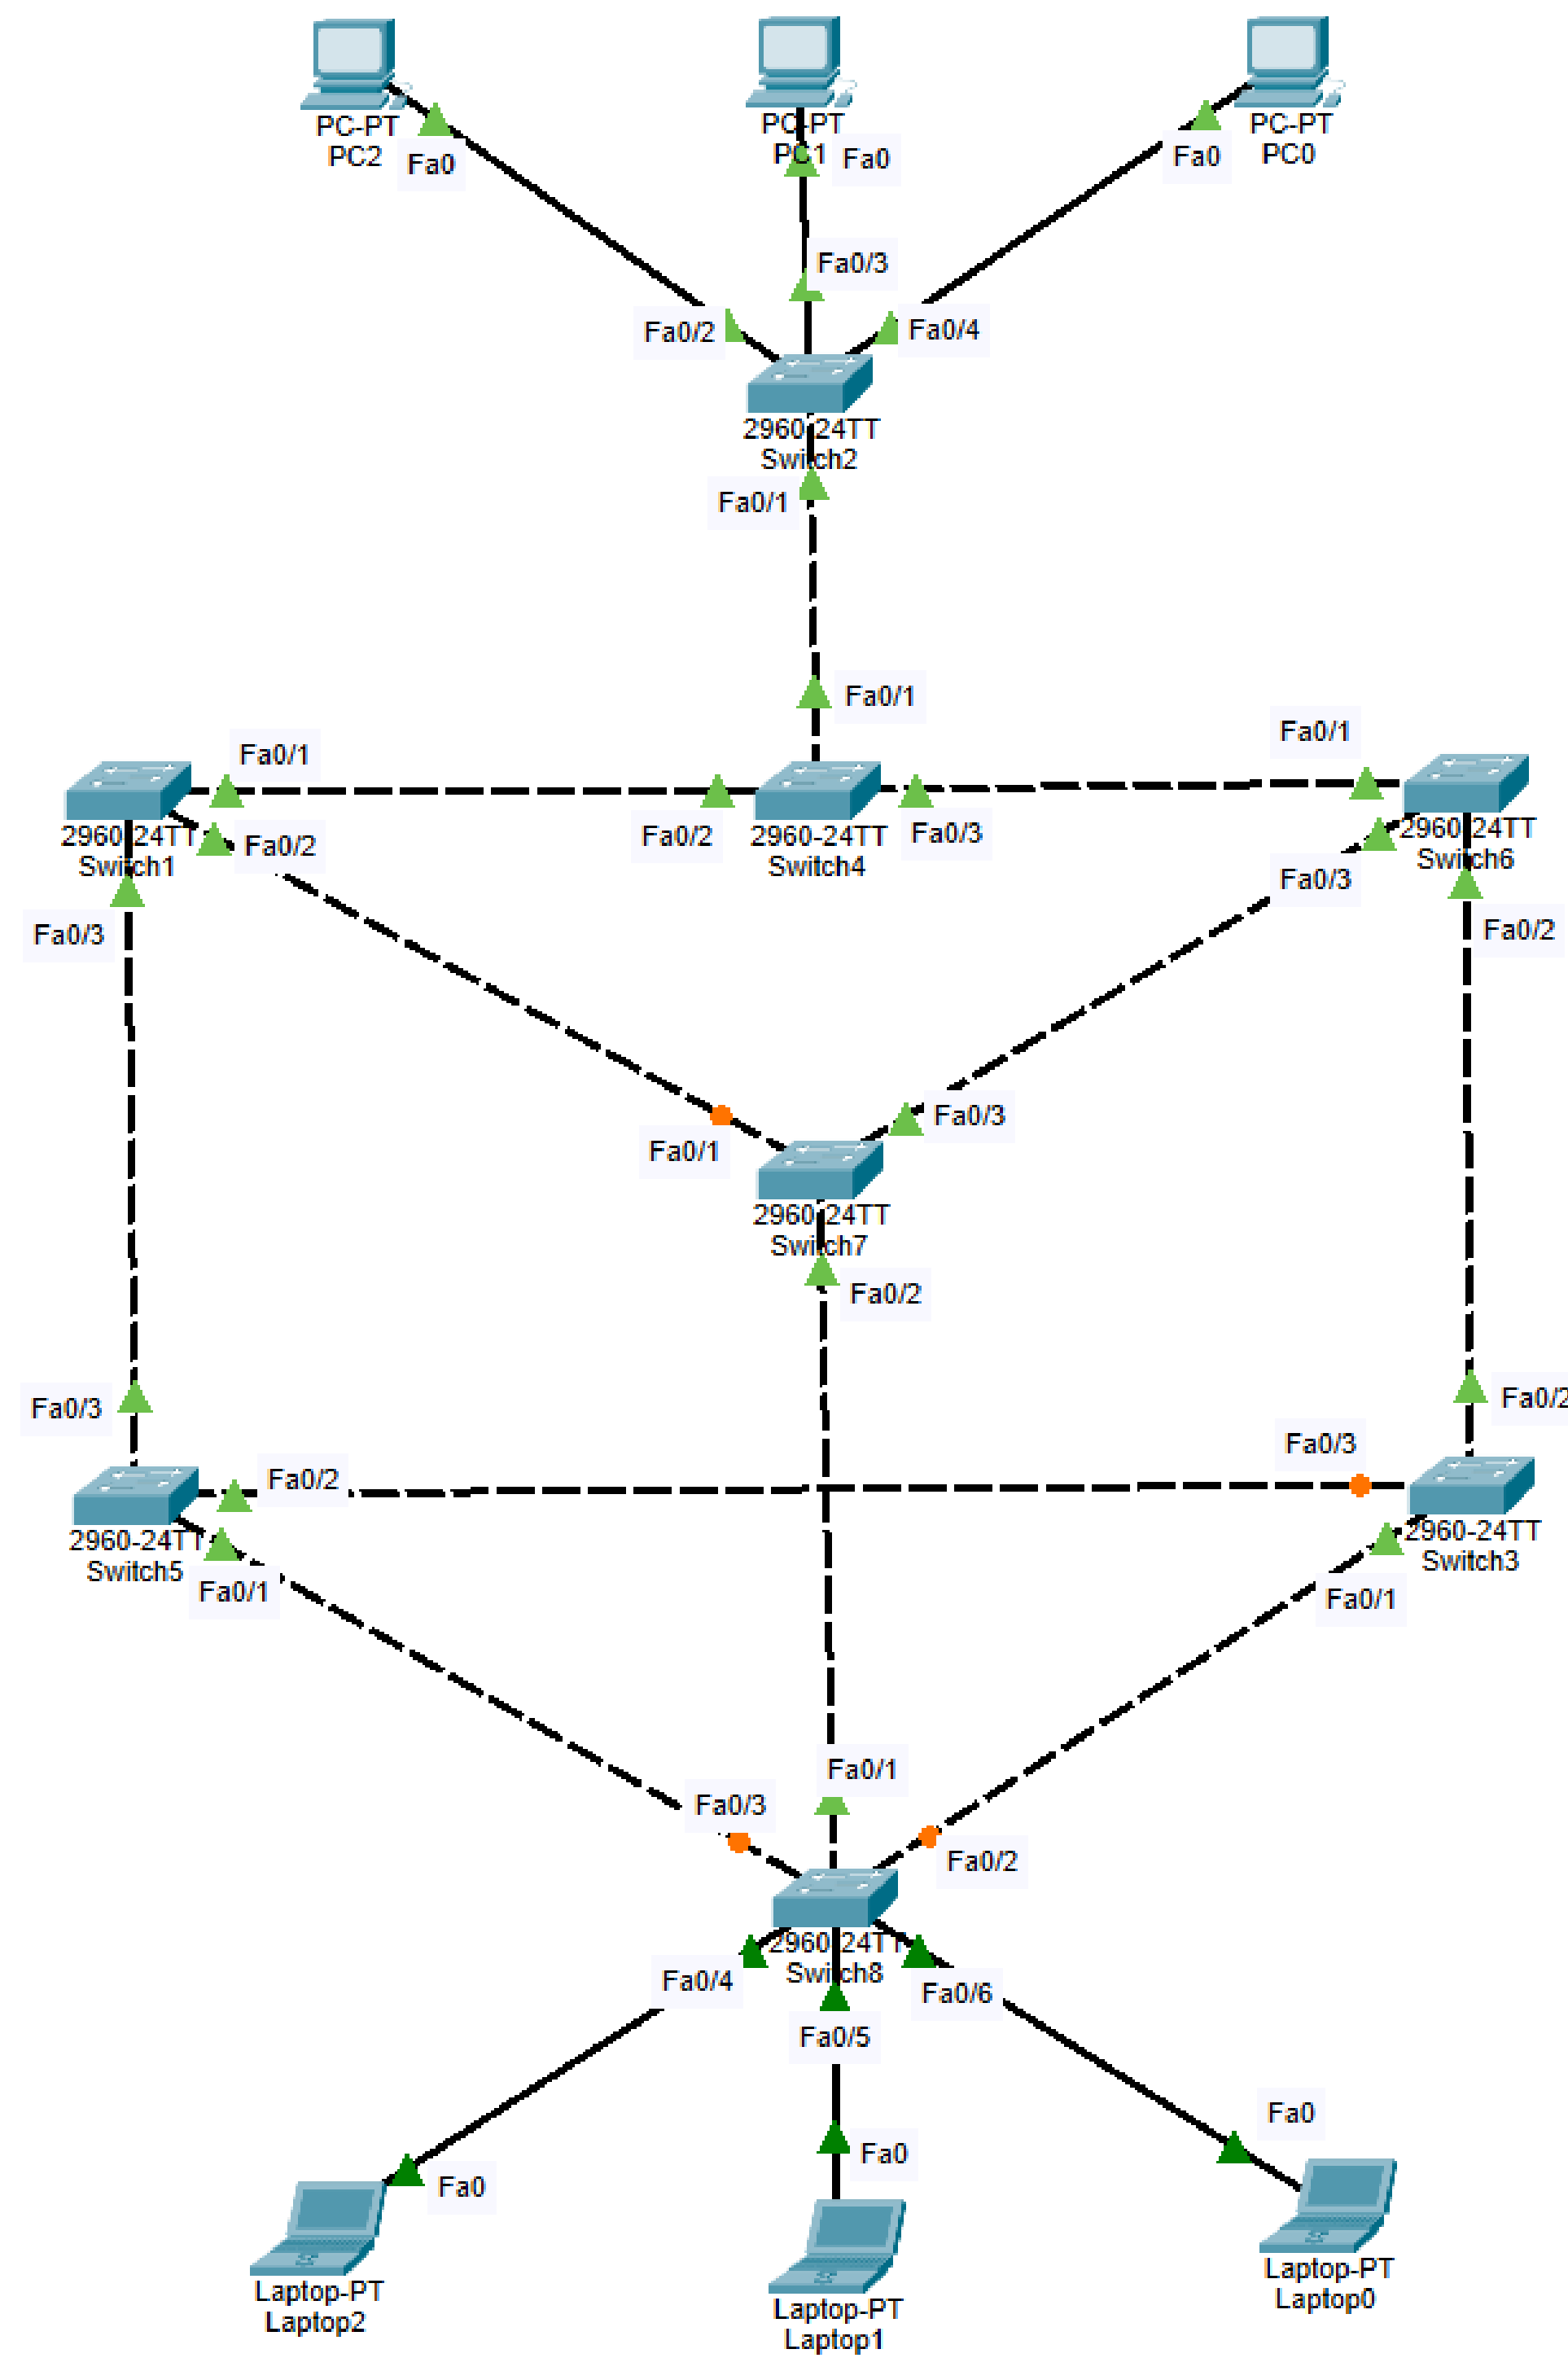 PC-PT
PC2
Fa0
PC-PT
PC1
Fa0
PC-PT
PC0
Fa0
Fa0/3
Fa0/2
Fa0/4
2960-24TT
Switch2
Fa0/1
Fa0/1
Fa0/1
Fa0/1
2960-24TT
Switch1
Fa0/2
Fa0/2
2960-24TT
Switch4
Fa0/3
2960-24TT
Switch6
Fa0/3
Fa0/3
Fa0/2
Fa0/1
Fa0/3
2960-24TT
Switch7
Fa0/2
Fa0/3
Fa0/2
Fa0/3
Fa0/2
2960-24TT
Switch5
Fa0/1
2960-24TT
Switch3
Fa0/1
Fa0/1
Fa0/3
Fa0/2
2960-24TT
Switch8
Fa0/4
Fa0/6
Fa0/5
Fa0
Fa0
Fa0
Laptop-PT
Laptop2
Laptop-PT
Laptop1
Laptop-PT
Laptop0